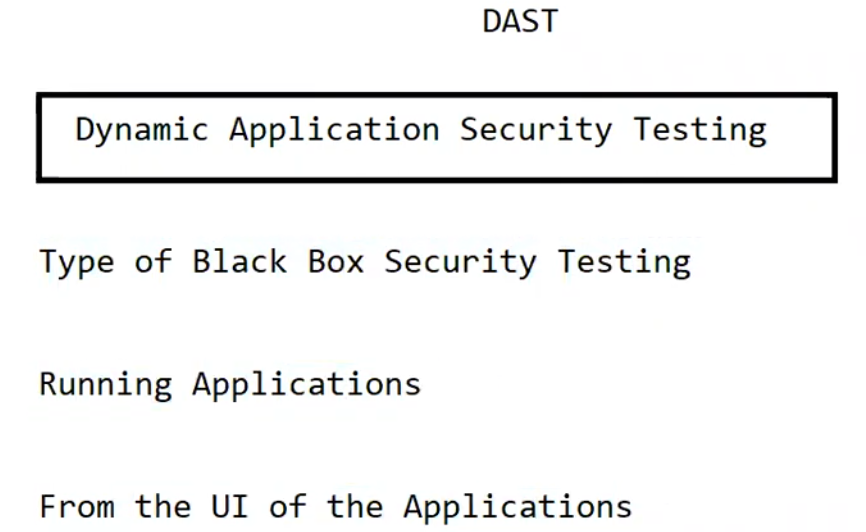 DAST
Dynamic Application Security Testing
Type of Black Box Security Testing
Running Applications
From the UI of the Applications